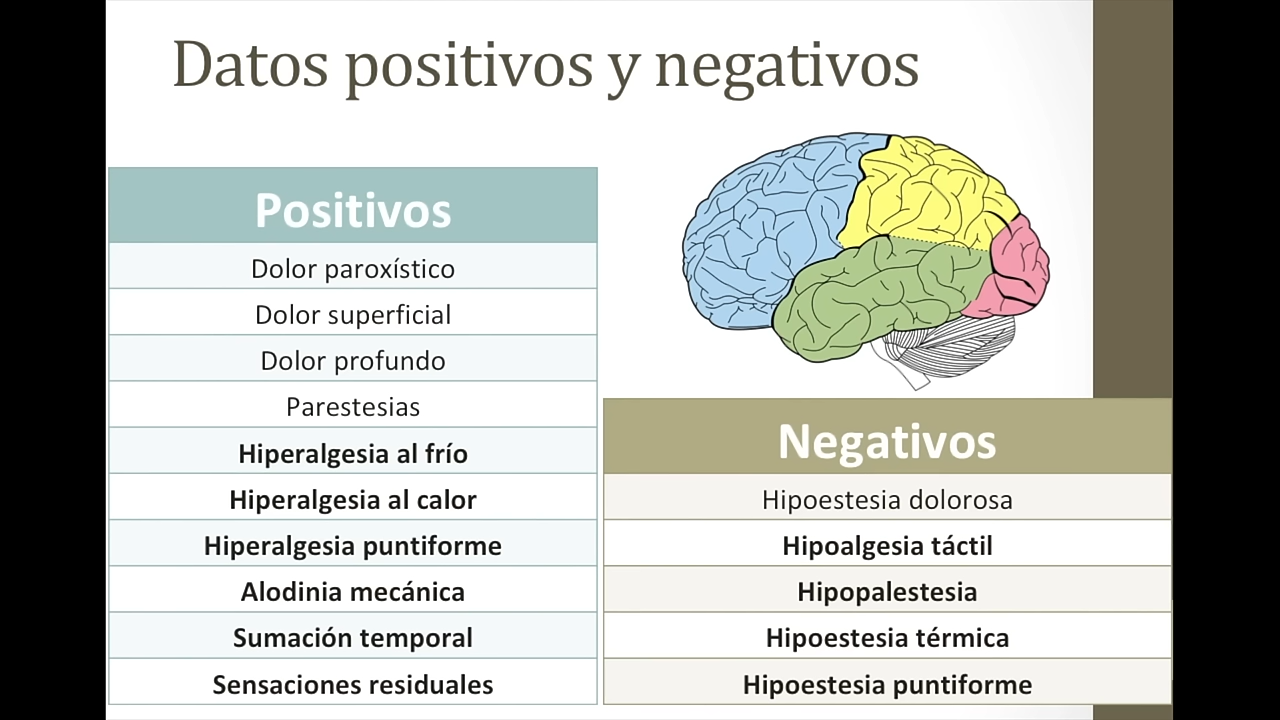 Datos positivos y negativos
Positivos
Dolor paroxístico
Dolor superficial
Dolor profundo
Parestesias
Hiperalgesia al frío
Hiperalgesia al calor
Hiperalgesia puntiforme
Alodinia mecánica
Sumación temporal
Sensaciones residuales
Negativos
Hipoestesia dolorosa
Hipoalgesia táctil
Hipopalestesia
Hipoestesia térmica
Hipoestesia puntiforme